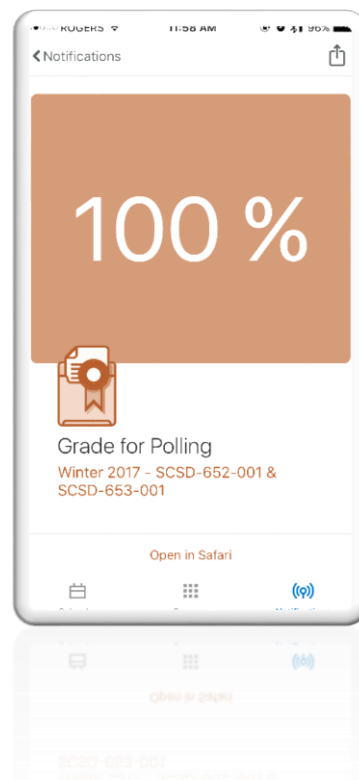 ROGERS 11:58 AM 96%
Notifications
100 %
Grade for Polling
Winter 2017 - SCSD-652-001 &
SCSD-653-001
Open in Safari